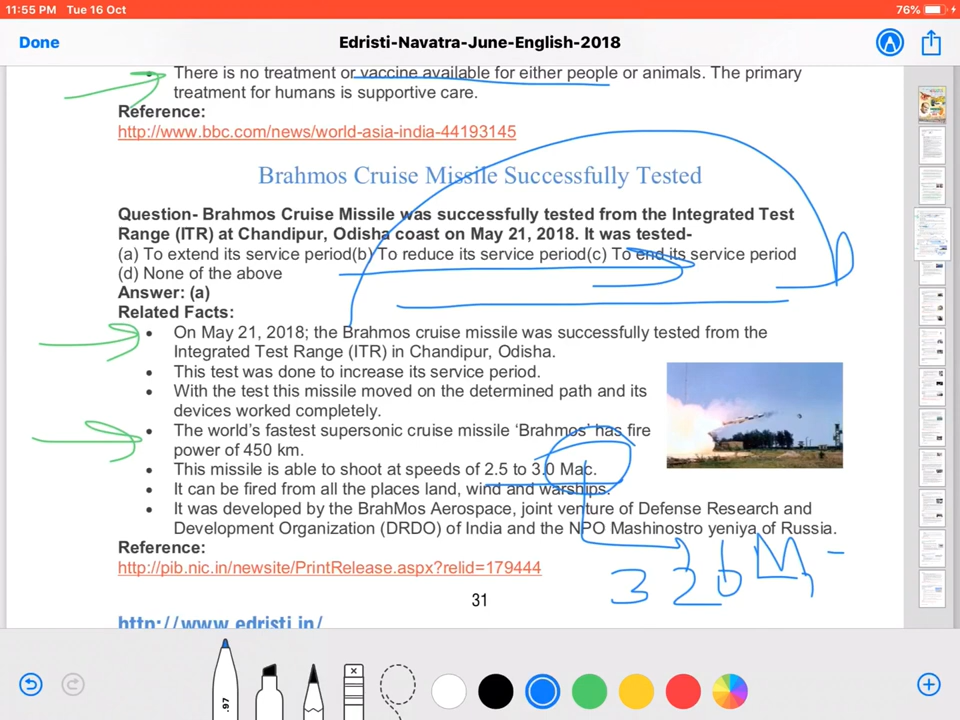 11:55 PM Tue 16 Oct 76%
Done Edristi-Navatra-June-English-2018
There is no treatment or vaccine available for either people or animals. The primary
treatment for humans is supportive care.
Reference:
http://www.bbc.com/news/world-asia-india-44193145
Brahmos Cruise Missile Successfully Tested
Question- Brahmos Cruise Missile was successfully tested from the Integrated Test
Range (ITR) at Chandipur, Odisha coast on May 21, 2018. It was tested-
(a) To extend its service period(b) To reduce its service period(c) To end its service period
(d) None of the above
Answer: (a)
Related Facts:
On May 21, 2018; the Brahmos cruise missile was successfully tested from the
Integrated Test Range (ITR) in Chandipur, Odisha.
This test was done to increase its service period.
With the test this missile moved on the determined path and its
devices worked completely.
The world's fastest supersonic cruise missile 'Brahmos' has fire
power of 450 km.
This missile is able to shoot at speeds of 2.5 to 3.0 Mac.
It can be fired from all the places land, wind and warships.
It was developed by the BrahMos Aerospace, joint venture of Defense Research and
Development Organization (DRDO) of India and the NPO Mashinostro yeniya of Russia.
Reference:
http://pib.nic.in/newsite/PrintRelease.aspx?relid=179444
326
31
http://www.edristi.in/
.97